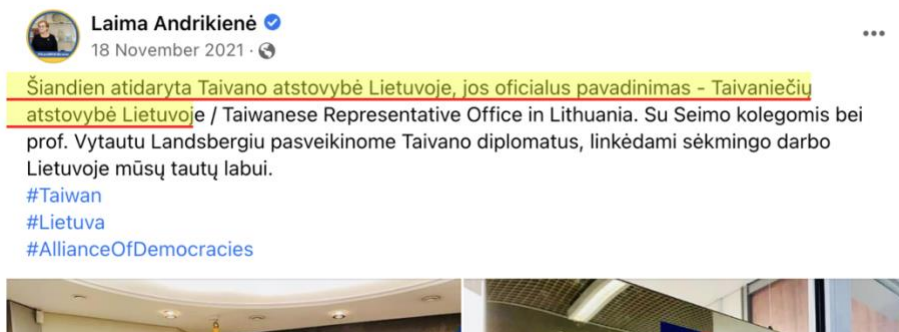 Laima Andrikienė
18 November 2021 ·
Šiandien atidaryta Taivano atstovybė Lietuvoje, jos oficialus pavadinimas – Taivaniečių
atstovybė Lietuvoje / Taiwanese Representative Office in Lithuania. Su Seimo kolegomis bei
prof. Vytautu Landsbergiu pasveikinome Taivano diplomatus, linkėdami sėkmingo darbo
Lietuvoje mūsų tautų labui.
#Taiwan
#Lietuva
#AllianceOfDemocracies